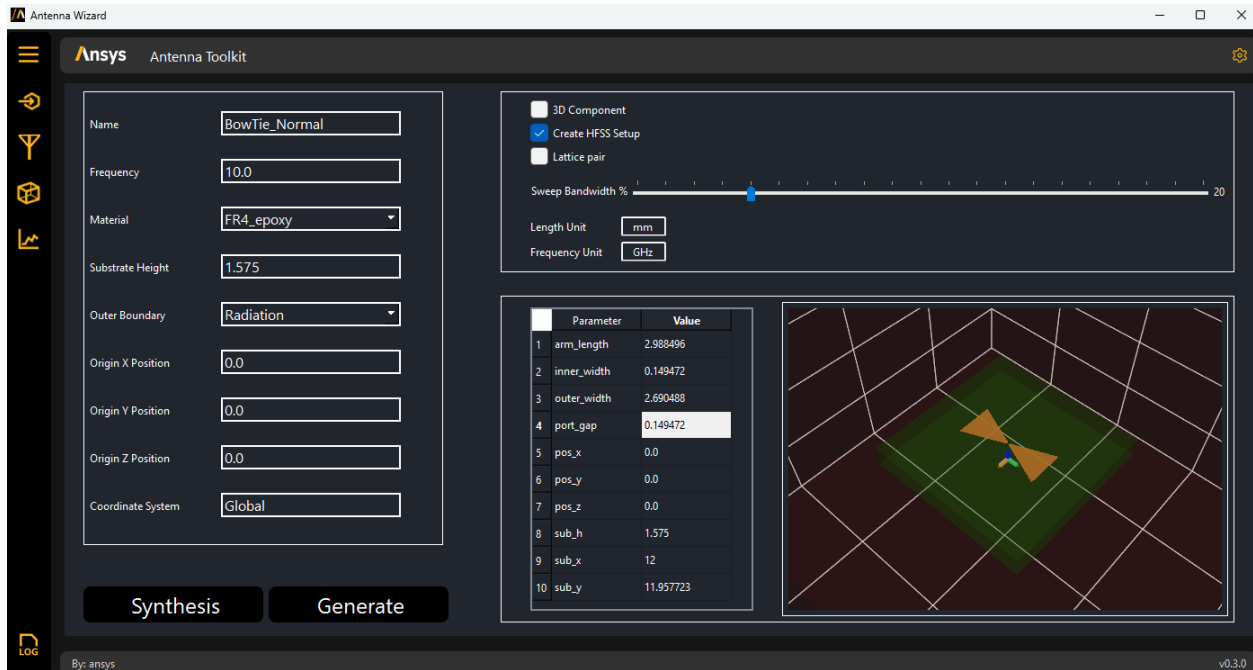 Antenna Wizard
Ansys Antenna Toolkit
Name BowTie_Normal
Frequency 10.0
Material FR4_epoxy
Substrate Height 1.575
Outer Boundary Radiation
Origin X Position 0.0
Origin Y Position 0.0
Origin Z Position 0.0
Coordinate System Global
Synthesis Generate
3D Component
Create HFSS Setup
Lattice pair
Sweep Bandwidth % 20
Length Unit mm
Frequency Unit GHz
Parameter Value
1 arm_length 2.988496
2 inner_width 0.149472
3 outer_width 2.690488
4 port_gap 0.149472
5 pos_x 0.0
6 pos_y 0.0
7 pos_z 0.0
8 sub_h 1.575
9 sub_x 12
10 sub_y 11.957723
LOG
By: ansys v0.3.0